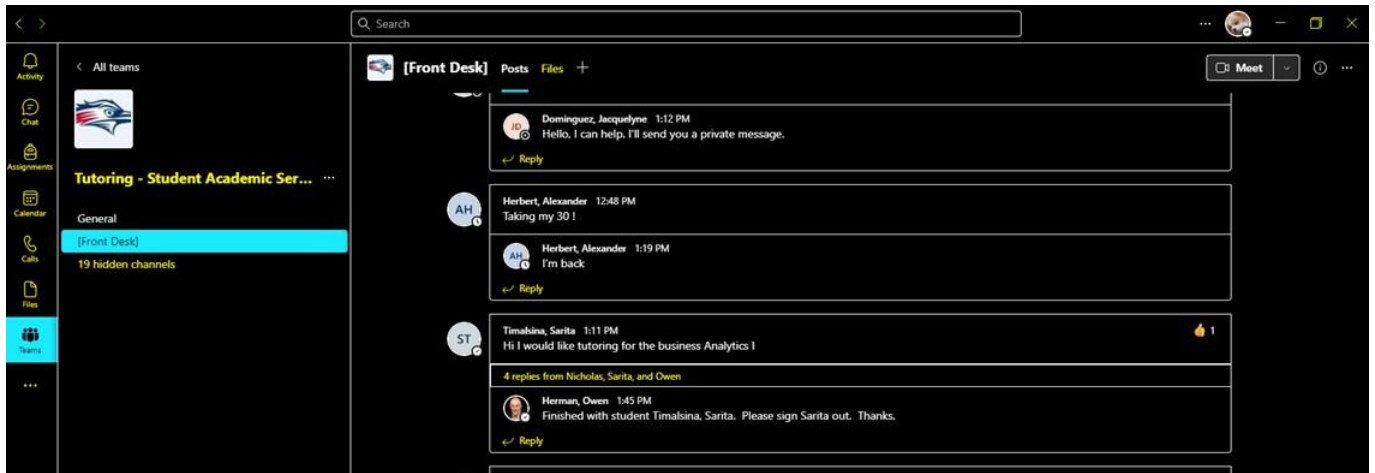 Search
Activity
Chat
Assignments
Calendar
Calls
Files
Teams
All teams
Tutoring - Student Academic Ser...
General
[Front Desk]
19 hidden channels
[Front Desk] Posts Files
Meet
JD
Dominguez, Jacquelyne 1:12 PM
Hello, I can help. I'll send you a private message.
Reply
AH
Herbert, Alexander 12:48 PM
Taking my 30 !
AH
Herbert, Alexander 1:19 PM
I'm back
Reply
ST
Timalsina, Sarita 1:11 PM
1
Hi I would like tutoring for the business Analytics I
4 replies from Nicholas, Sarita, and Owen
Herman, Owen 1:45 PM
Finished with student Timalsina, Sarita. Please sign Sarita out. Thanks.
Reply